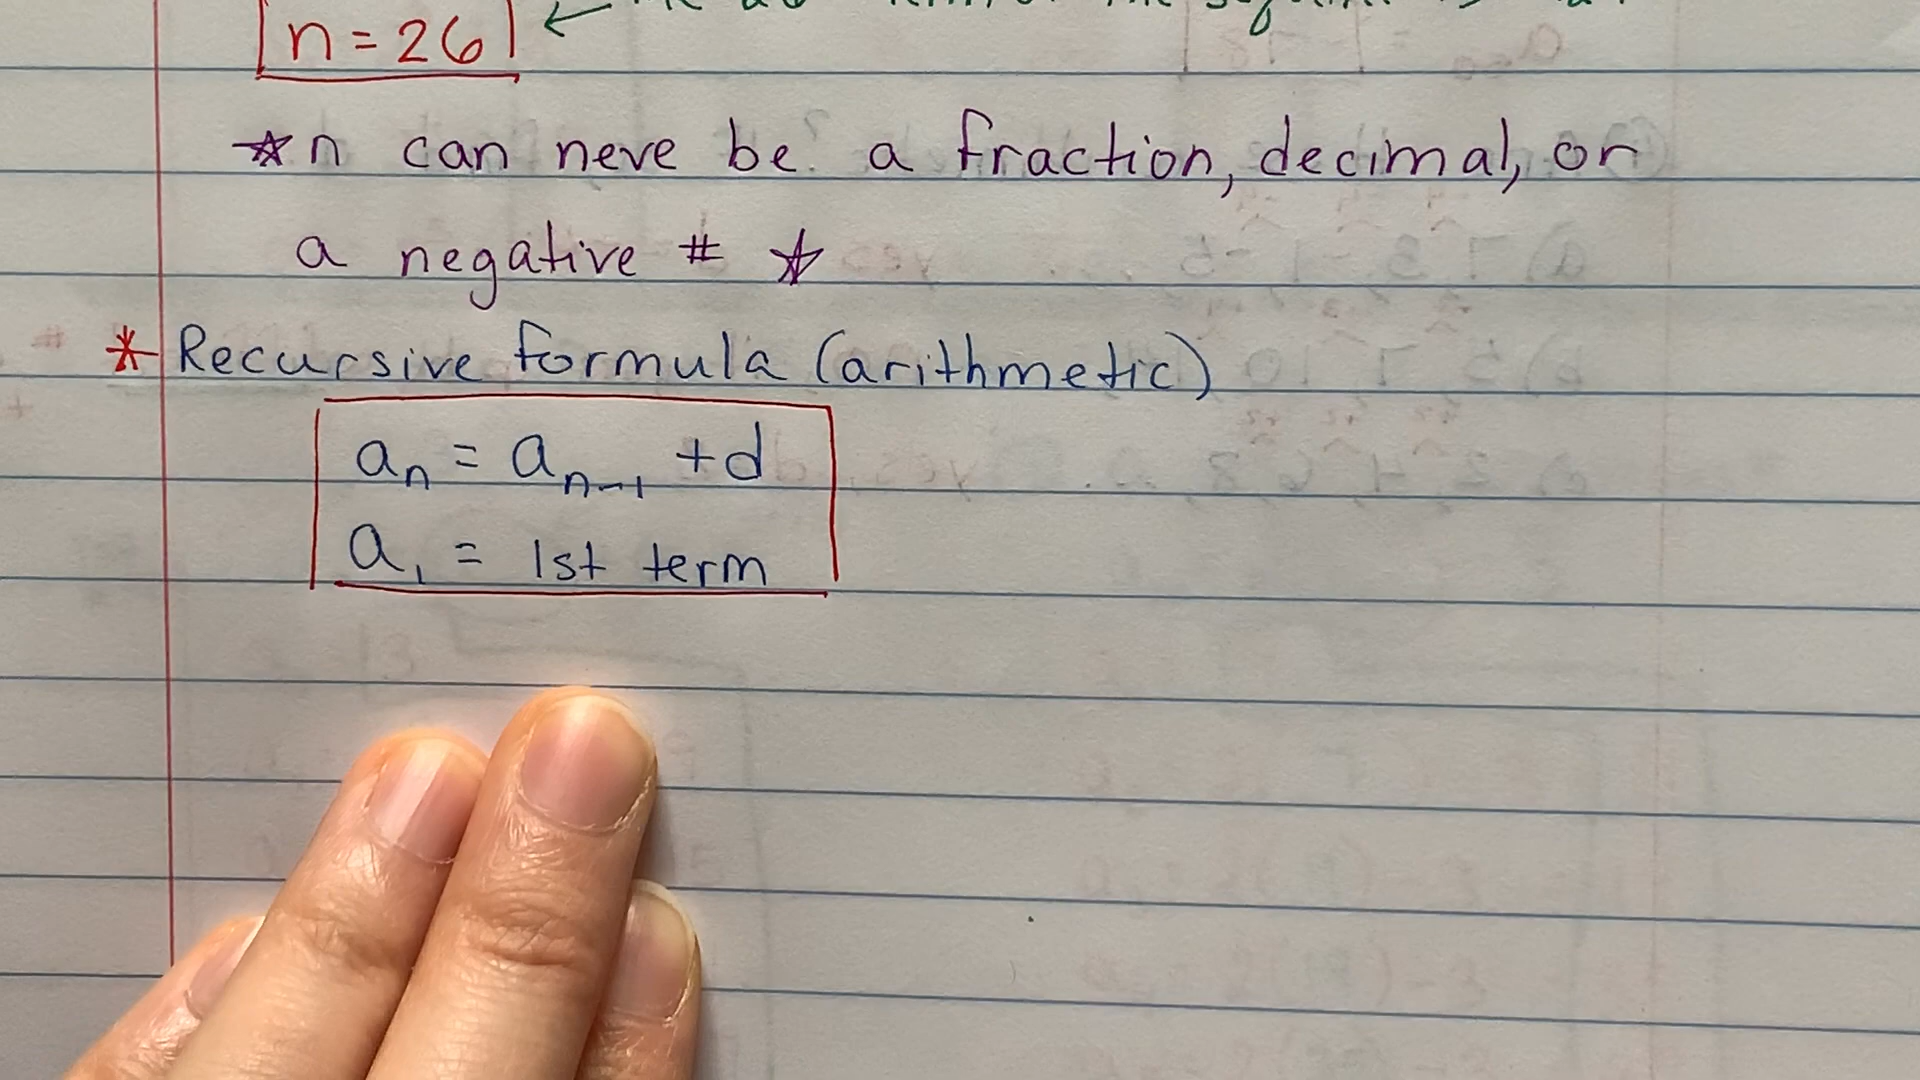 n = 26 ←
☆ n can neve be a fraction, decimal, or
a negative # ☆
* Recursive formula (arithmetic)
aₙ = aₙ₋₁ + d
a₁ = 1st term